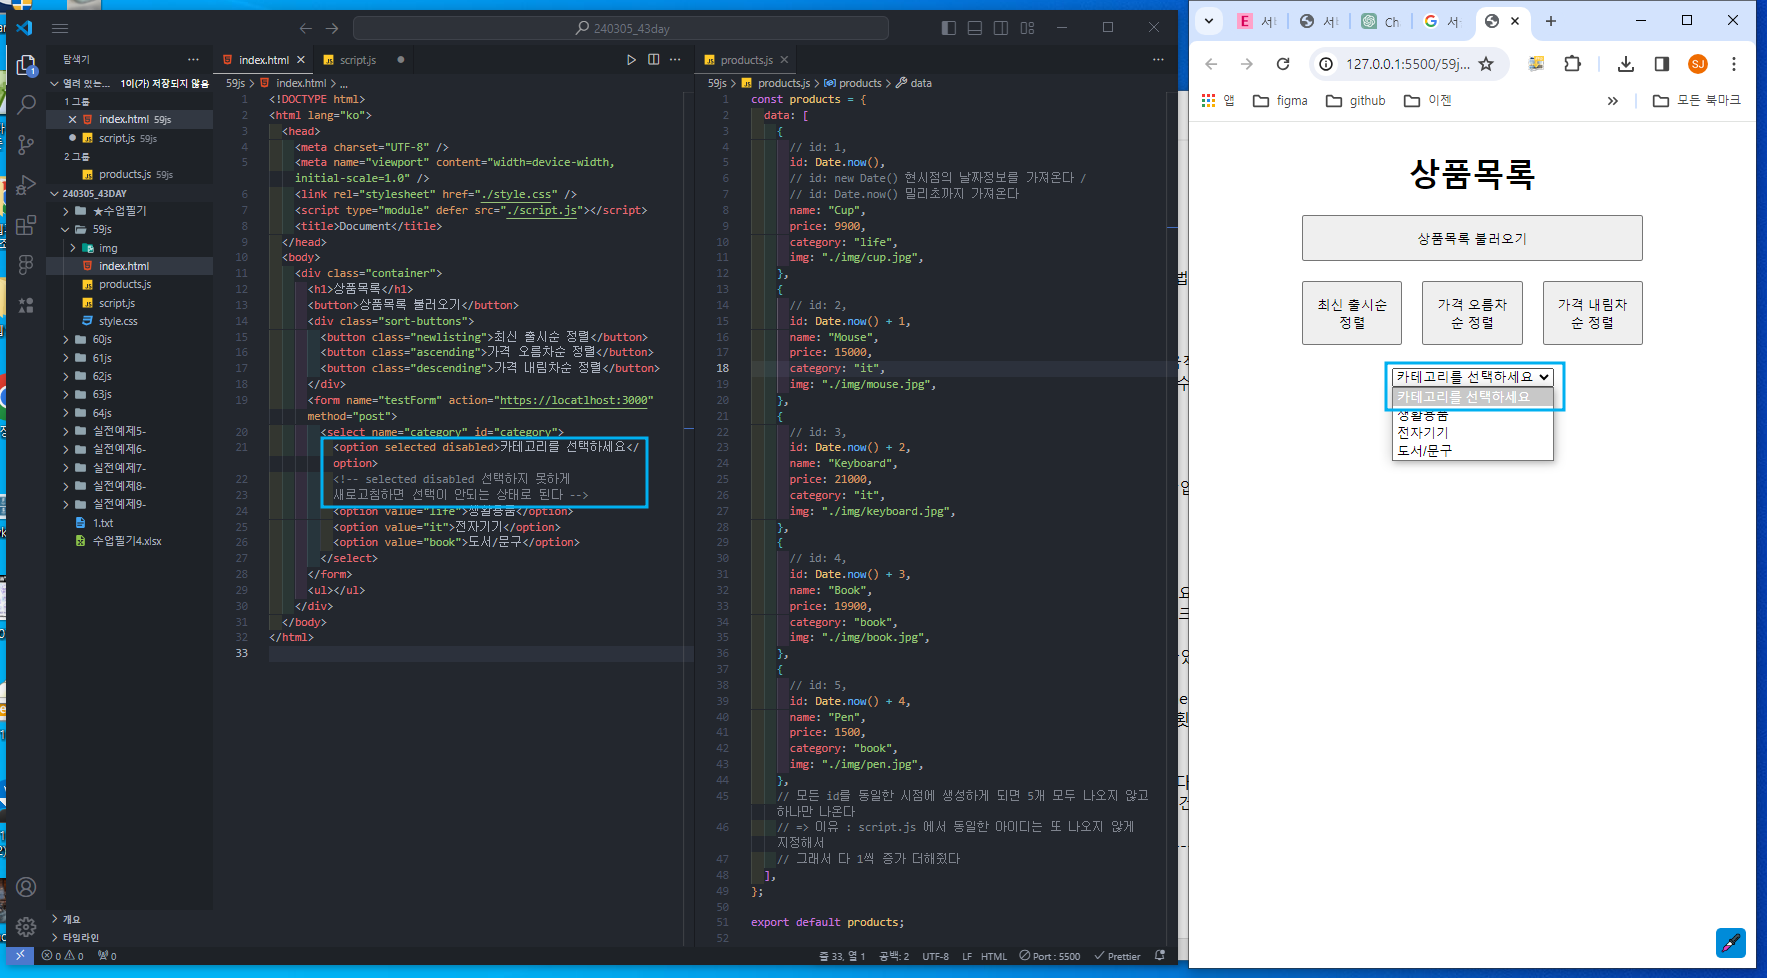 240305_43day
탐색기
열려 있는... 1이(가) 저장되지 않음
1 그룹
index.html 59js
script.js 59js
2 그룹
products.js 59js
240305_43DAY
★수업필기
59js
img
index.html
products.js
script.js
style.css
60js
61js
62js
63js
64js
실전예제5-
실전예제6-
실전예제7-
실전예제8-
실전예제9-
1.txt
수업필기4.xlsx
개요
타임라인
index.html
script.js
59js > index.html > ...
1 <!DOCTYPE html>
2 <html lang="ko">
3 <head>
4 <meta charset="UTF-8" />
5 <meta name="viewport" content="width=device-width,
initial-scale=1.0" />
6 <link rel="stylesheet" href="./style.css" />
7 <script type="module" defer src="./script.js"></script>
8 <title>Document</title>
9 </head>
10 <body>
11 <div class="container">
12 <h1>상품목록</h1>
13 <button>상품목록 불러오기</button>
14 <div class="sort-buttons">
15 <button class="newlisting">최신 출시순 정렬</button>
16 <button class="ascending">가격 오름차순 정렬</button>
17 <button class="descending">가격 내림차순 정렬</button>
18 </div>
19 <form name="testForm" action="https://locatlhost:3000"
method="post">
20 <select name="category" id="category">
21 <option selected disabled>카테고리를 선택하세요</
option>
22 <!-- selected disabled 선택하지 못하게
23 새로고침하면 선택이 안되는 상태로 된다 -->
24 <option value="life">생활용품</option>
25 <option value="it">전자기기</option>
26 <option value="book">도서/문구</option>
27 </select>
28 </form>
29 <ul></ul>
30 </div>
31 </body>
32 </html>
33
products.js
59js > products.js > products > data
1 const products = {
2 data: [
3 {
4 // id: 1,
5 id: Date.now(),
6 // id: new Date() 현시점의 날짜정보를 가져온다 /
7 // id: Date.now() 밀리초까지 가져온다
8 name: "Cup",
9 price: 9900,
10 category: "life",
11 img: "./img/cup.jpg",
12 },
13 {
14 // id: 2,
15 id: Date.now() + 1,
16 name: "Mouse",
17 price: 15000,
18 category: "it",
19 img: "./img/mouse.jpg",
20 },
21 {
22 // id: 3,
23 id: Date.now() + 2,
24 name: "Keyboard",
25 price: 21000,
26 category: "it",
27 img: "./img/keyboard.jpg",
28 },
29 {
30 // id: 4,
31 id: Date.now() + 3,
32 name: "Book",
33 price: 19900,
34 category: "book",
35 img: "./img/book.jpg",
36 },
37 {
38 // id: 5,
39 id: Date.now() + 4,
40 name: "Pen",
41 price: 1500,
42 category: "book",
43 img: "./img/pen.jpg",
44 },
45 // 모든 id를 동일한 시점에 생성하게 되면 5개 모두 나오지 않고
하나만 나온다
46 // => 이유 : script.js 에서 동일한 아이디는 또 나오지 않게
지정해서
47 // 그래서 다 1씩 증가 더해줬다
48 ],
49 };
50
51 export default products;
52
0 0 0
줄 33, 열 1 공백: 2 UTF-8 LF HTML Port : 5500 Prettier
E 서 서 Ch 서
127.0.0.1:5500/59j... SJ
앱 figma github 이젠 모든 북마크
상품목록
상품목록 불러오기
최신 출시순
정렬
가격 오름차
순 정렬
가격 내림차
순 정렬
카테고리를 선택하세요
카테고리를 선택하세요
생활용품
전자기기
도서/문구